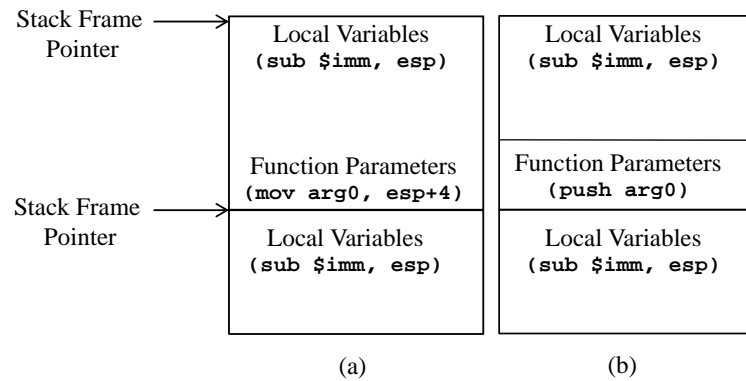 Stack Frame
Pointer
Local Variables
(sub $imm, esp)
Function Parameters
(mov arg0, esp+4)
Stack Frame
Pointer
Local Variables
(sub $imm, esp)
(a)
Local Variables
(sub $imm, esp)
Function Parameters
(push arg0)
Local Variables
(sub $imm, esp)
(b)